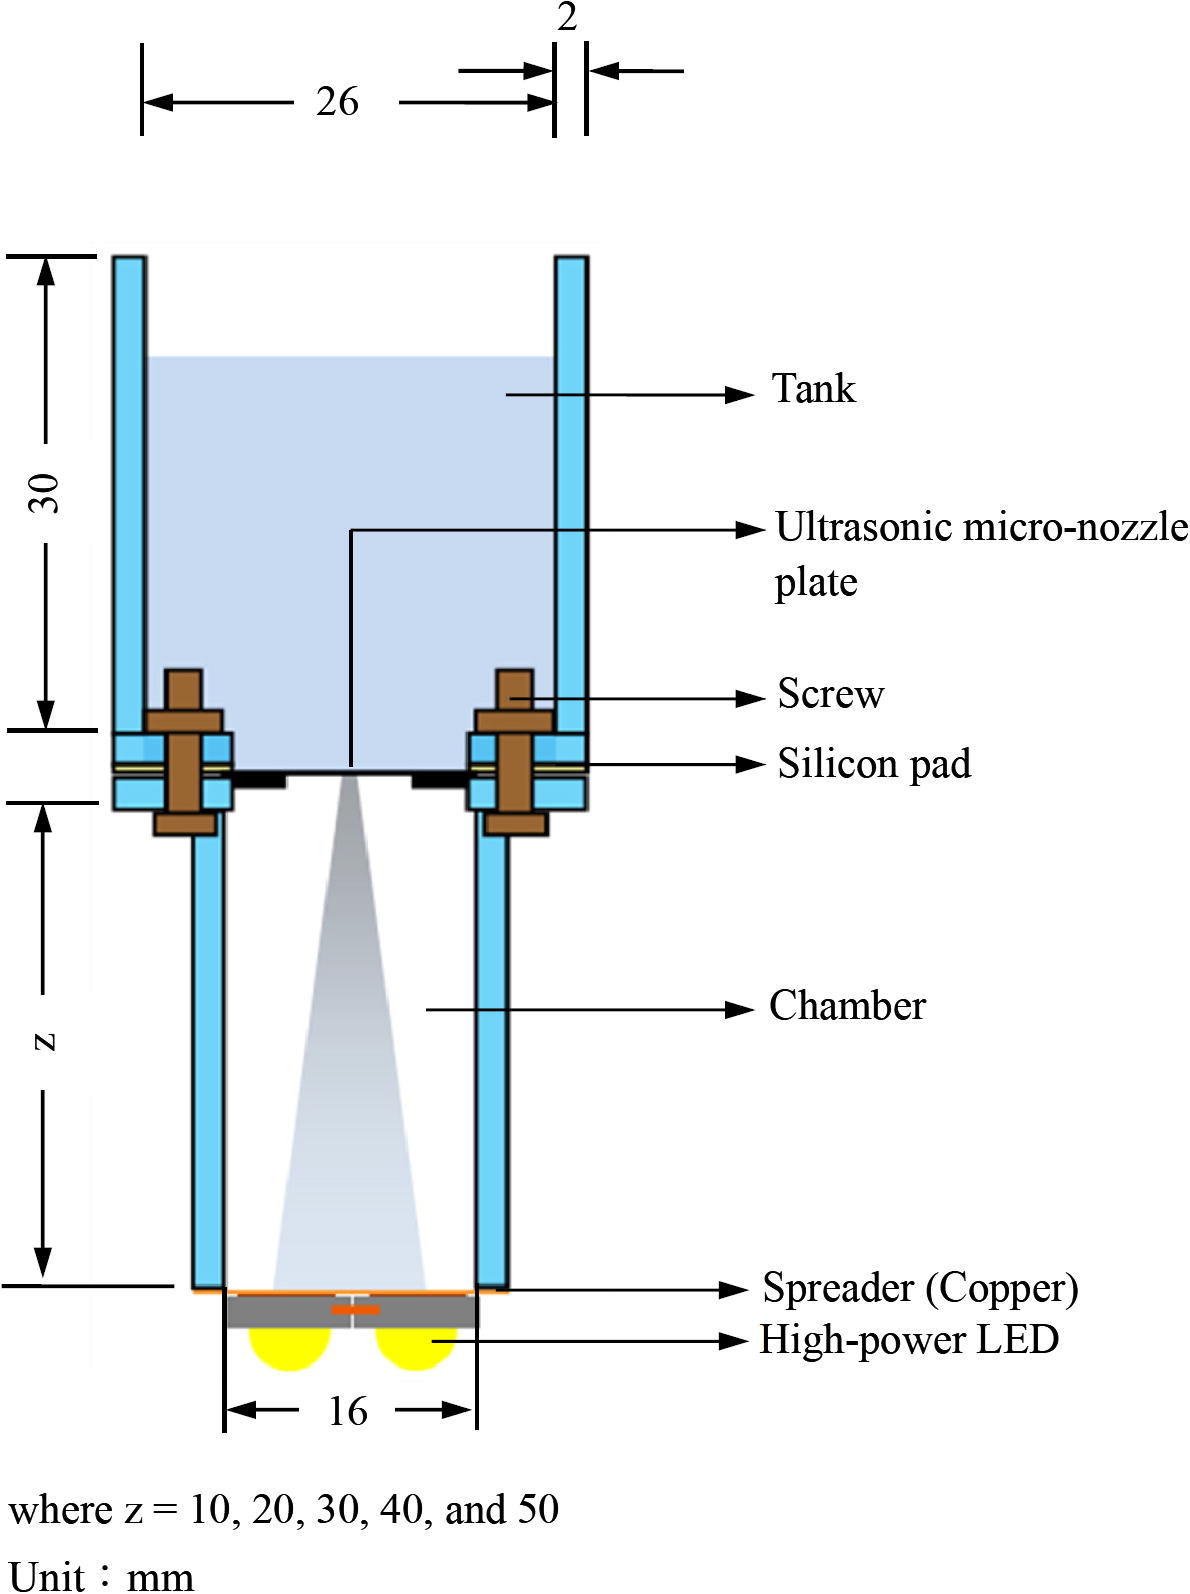 2
26
30
Tank
Ultrasonic micro-nozzle
plate
Screw
Silicon pad
z
Chamber
Spreader (Copper)
High-power LED
16
where z = 10, 20, 30, 40, and 50
Unit：mm